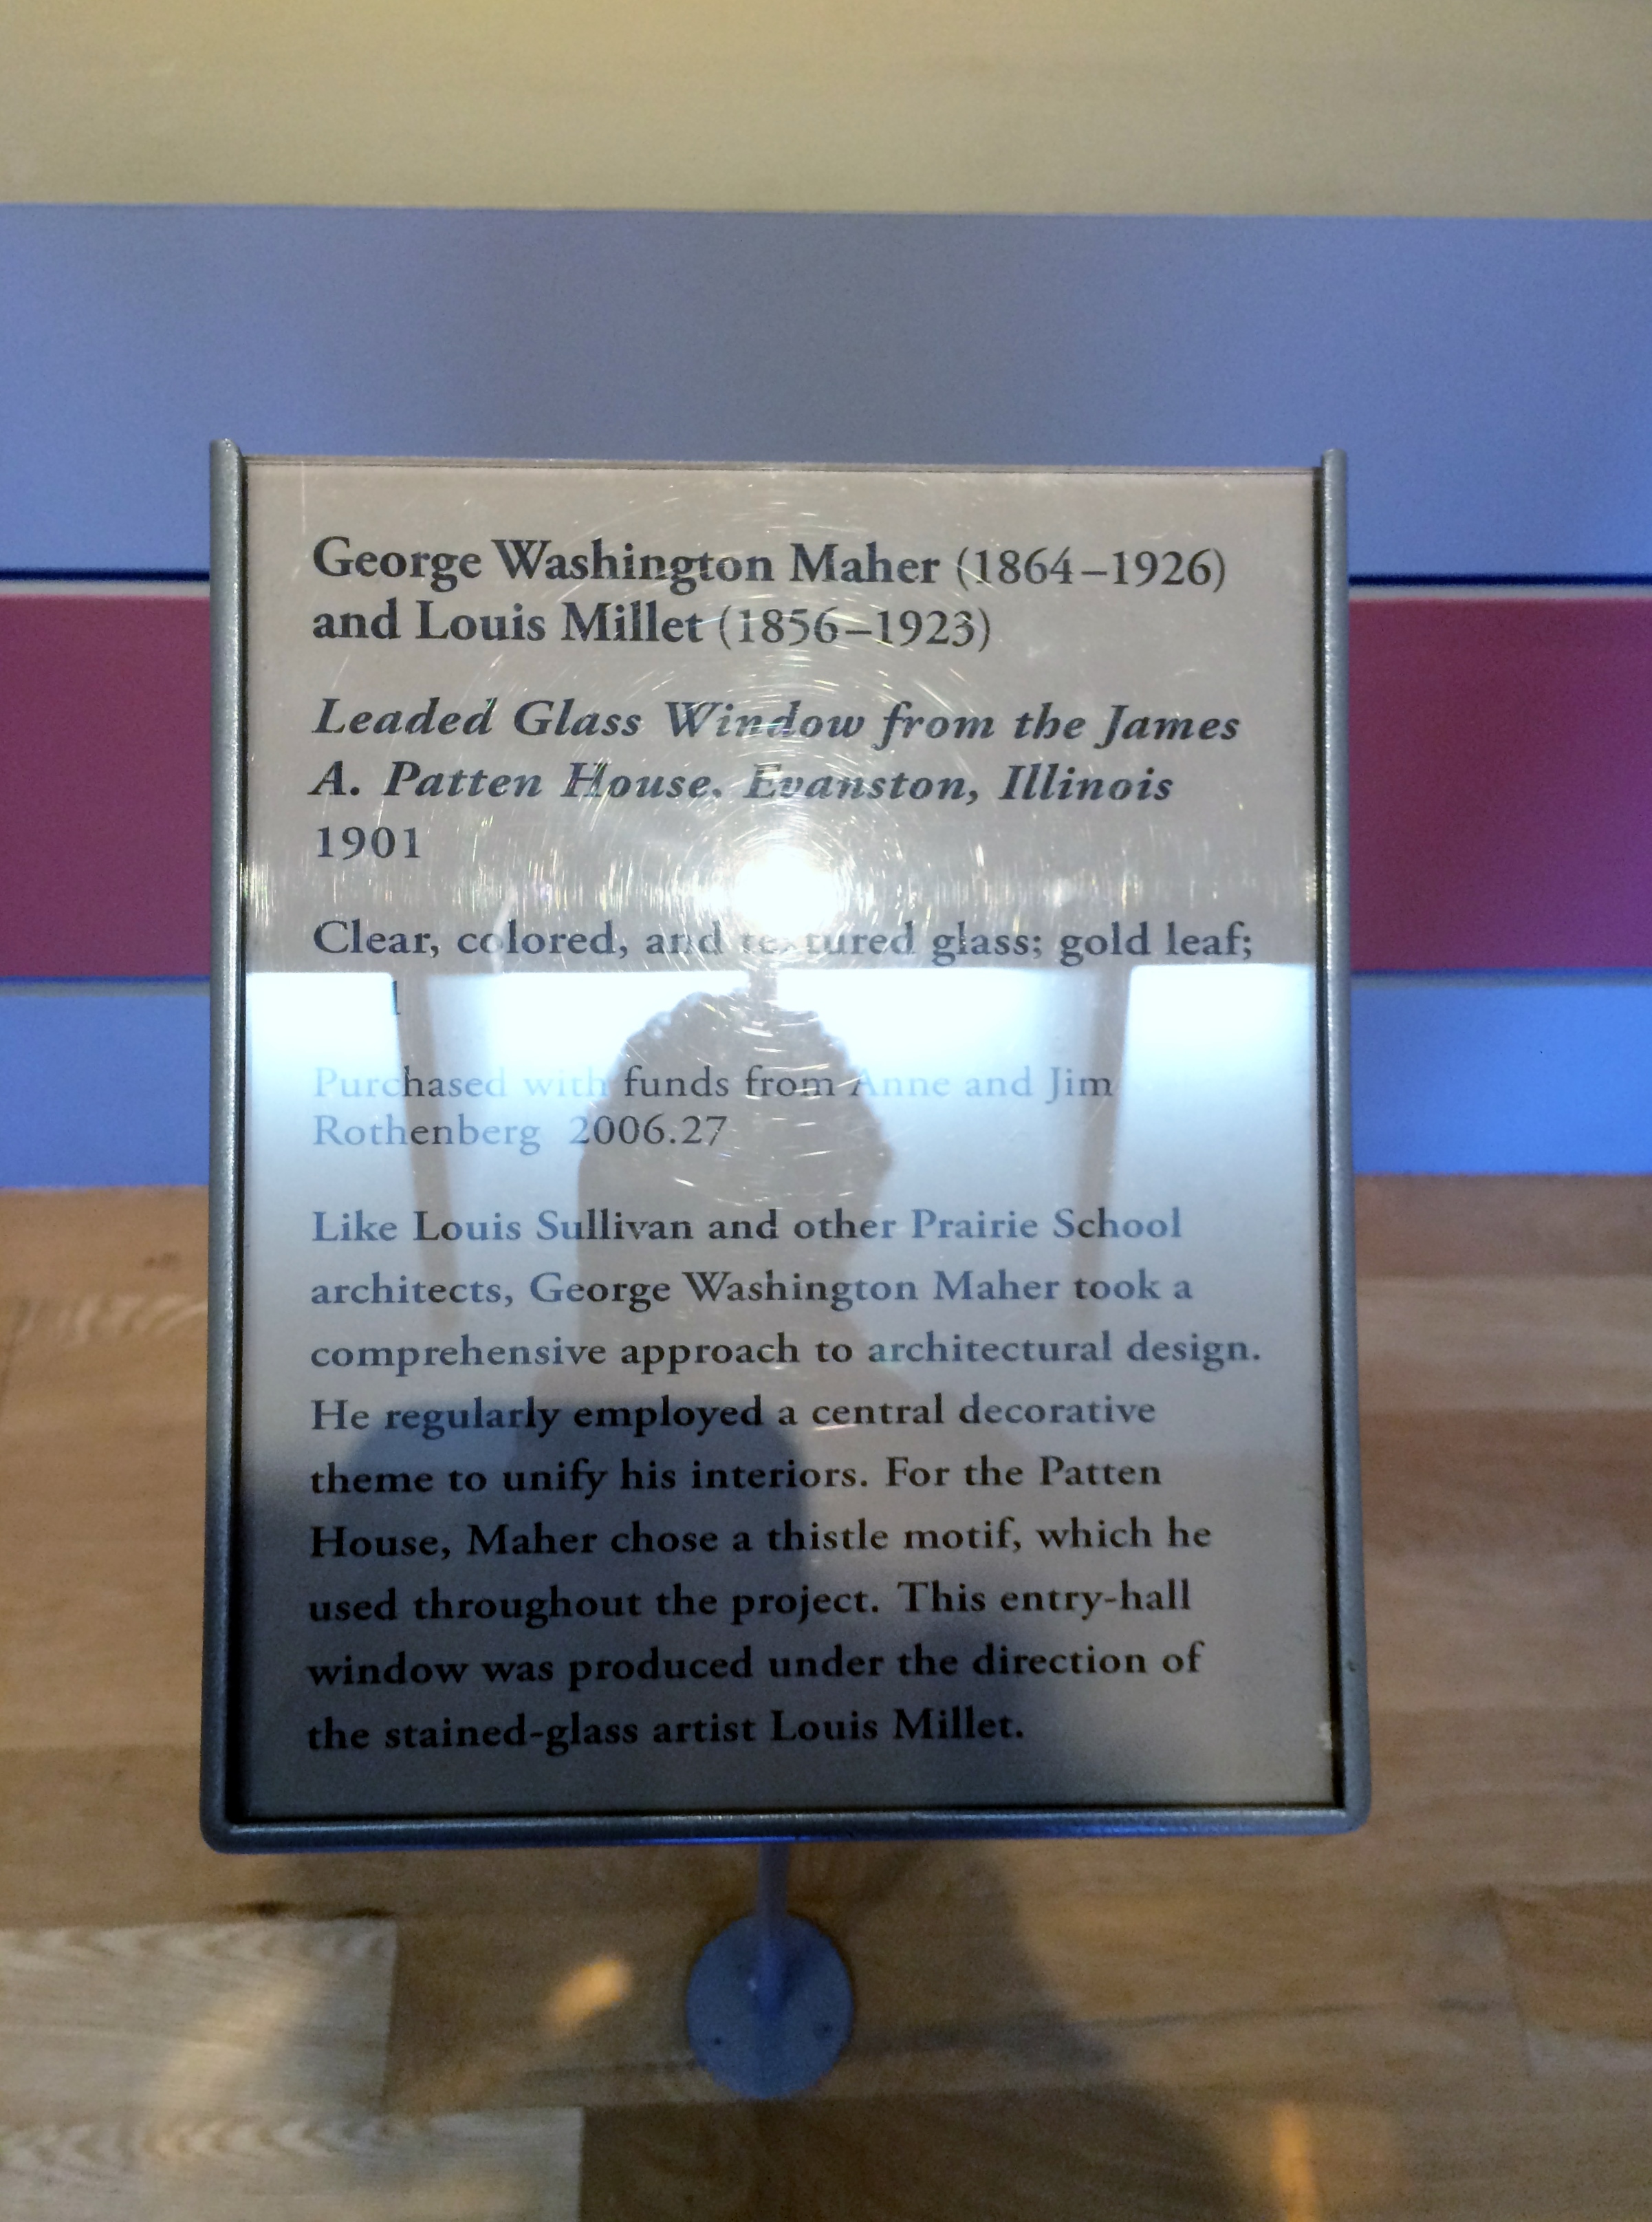 George Washington Maher (1864–1926)
and Louis Millet (1856–1923)
Leaded Glass Window from the James
A. Patten House, Evanston, Illinois
1901
Clear, colored, and textured glass; gold leaf;
Purchased with funds from Anne and Jim
Rothenberg 2006.27
Like Louis Sullivan and other Prairie School
architects, George Washington Maher took a
comprehensive approach to architectural design.
He regularly employed a central decorative
theme to unify his interiors. For the Patten
House, Maher chose a thistle motif, which he
used throughout the project. This entry-hall
window was produced under the direction of
the stained-glass artist Louis Millet.